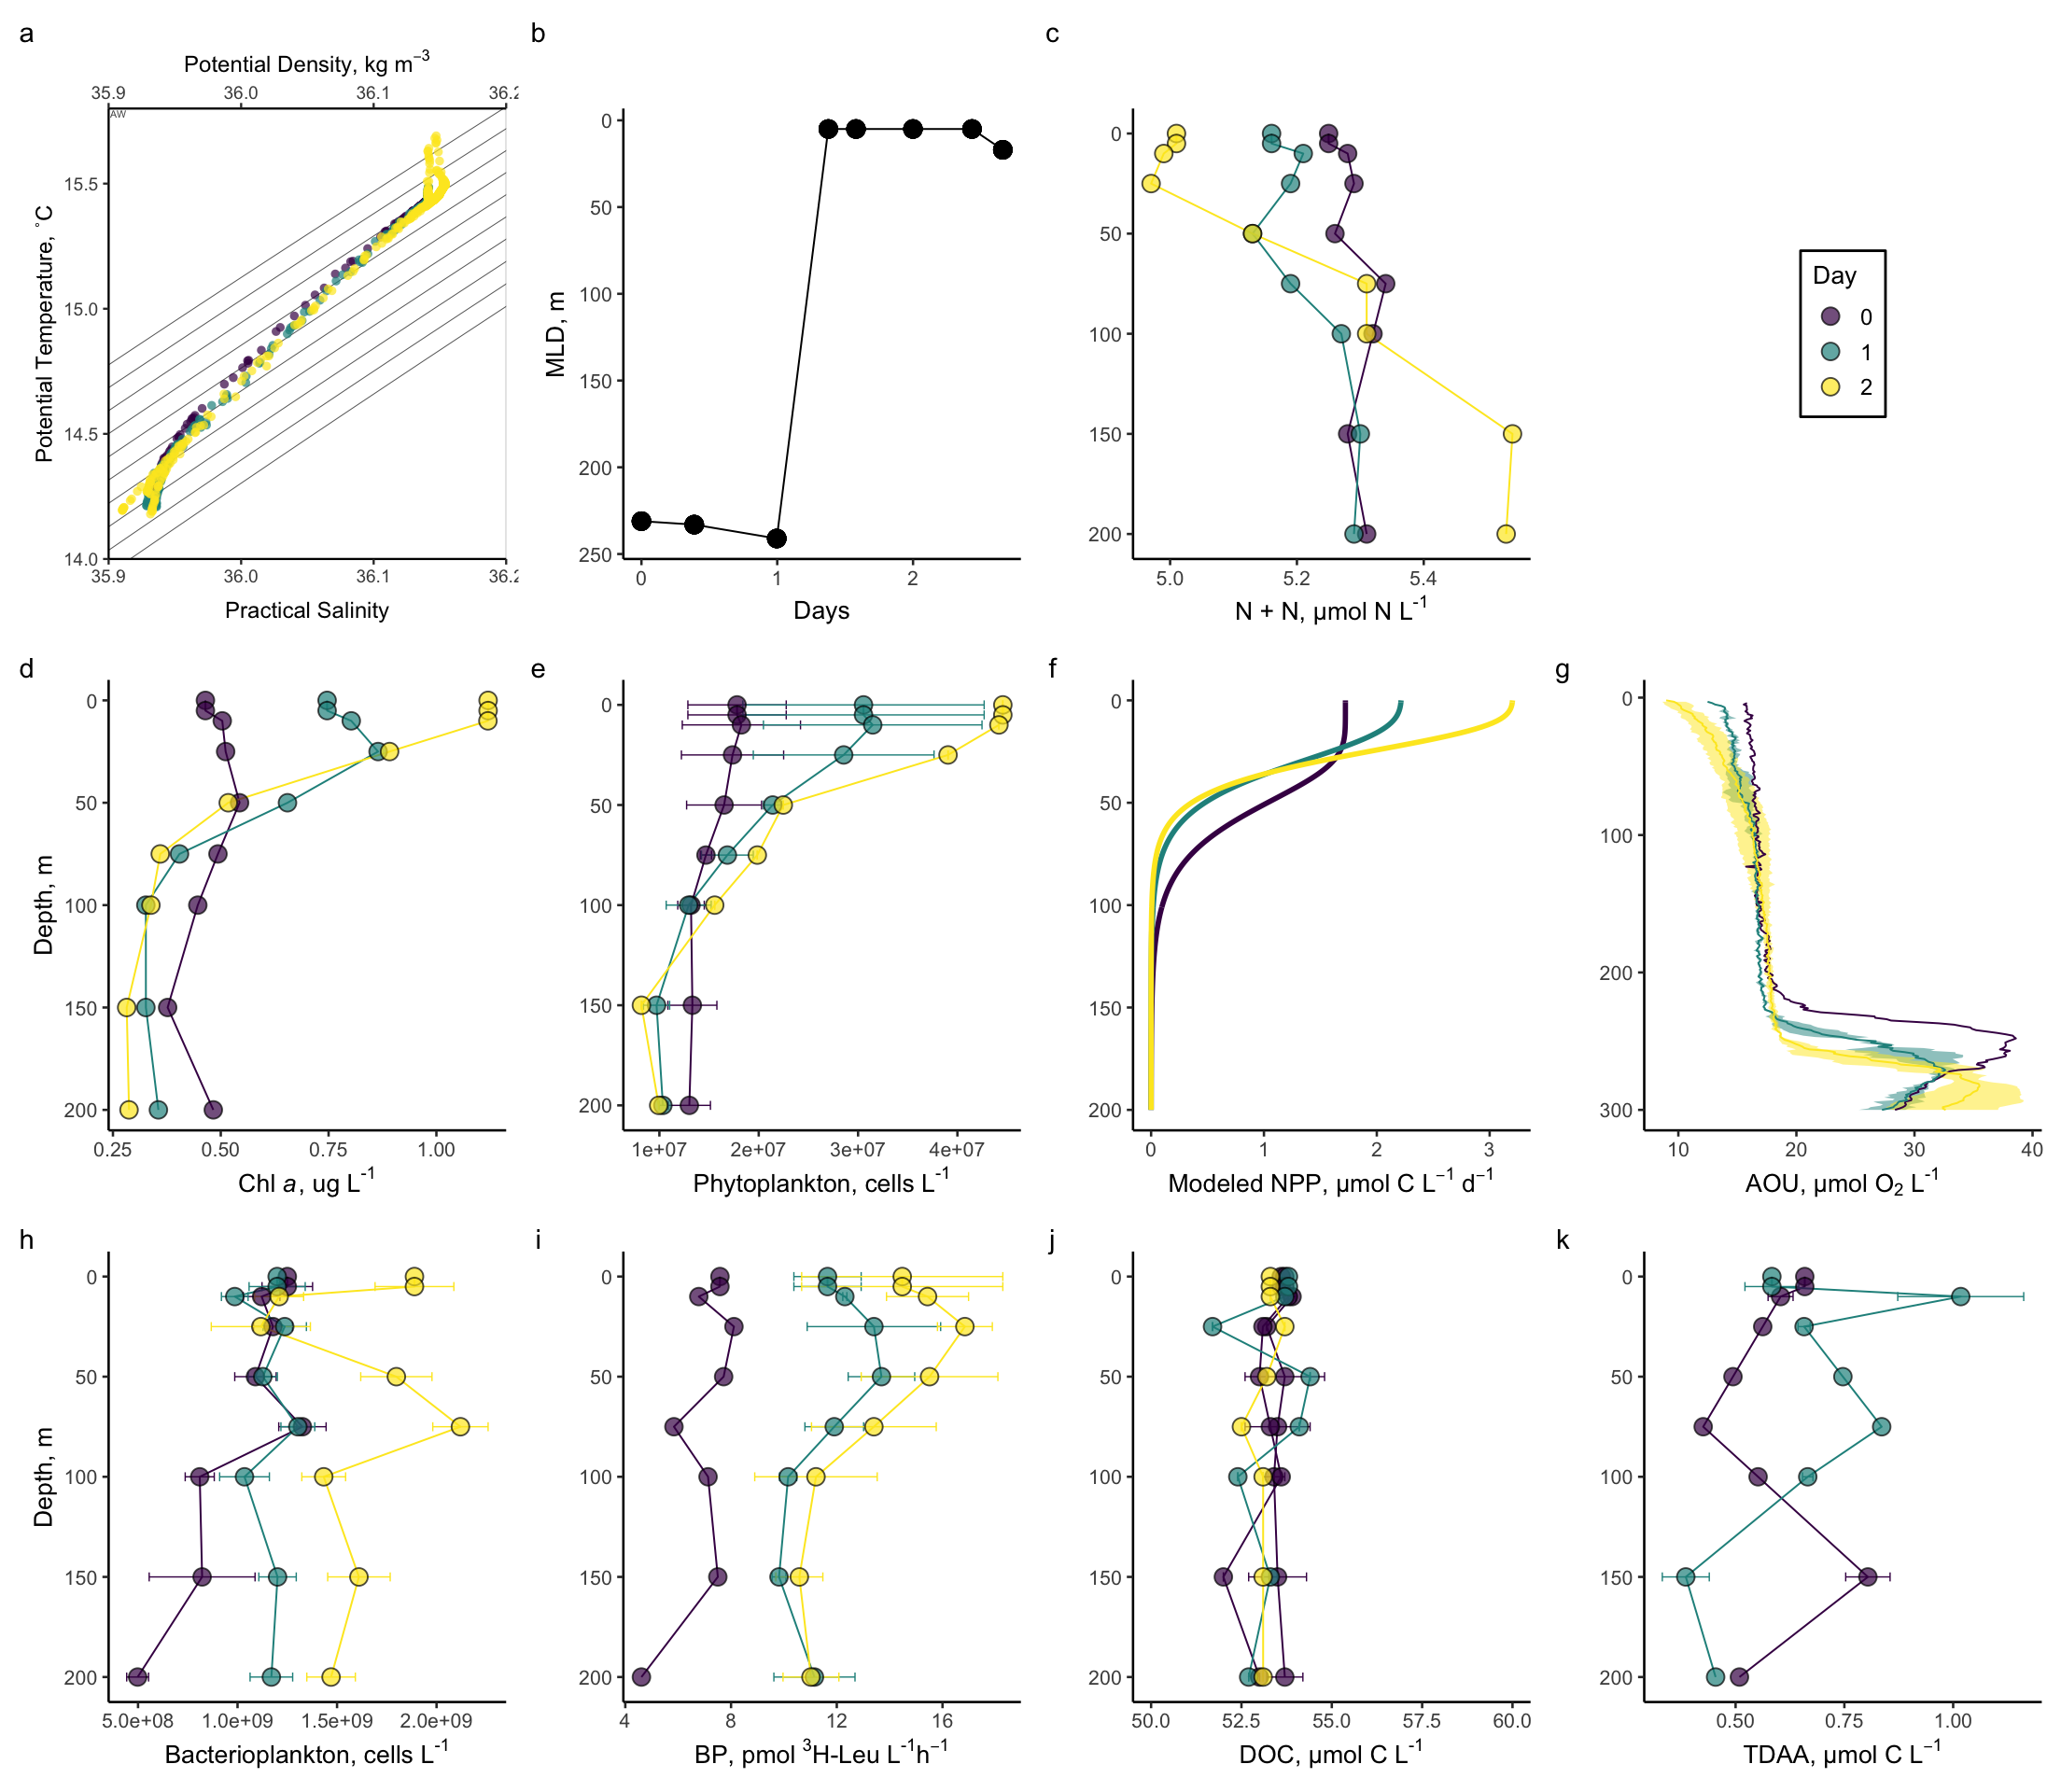 a
Potential Density, kg m⁻³
35.9 36.0 36.1 36.2
AW
15.5
15.0
14.5
14.0
Potential Temperature, °C
35.9 36.0 36.1 36.2
Practical Salinity
b
0
50
100
150
200
250
MLD, m
0 1 2
Days
c
0
50
100
150
200
5.0 5.2 5.4
N + N, µmol N L⁻¹
Day
0
1
2
d
0
50
100
150
200
Depth, m
0.25 0.50 0.75 1.00
Chl a, ug L⁻¹
e
0
50
100
150
200
1e+07 2e+07 3e+07 4e+07
Phytoplankton, cells L⁻¹
f
0
50
100
150
200
0 1 2 3
Modeled NPP, µmol C L⁻¹ d⁻¹
g
0
100
200
300
10 20 30 40
AOU, µmol O₂ L⁻¹
h
0
50
100
150
200
Depth, m
5.0e+08 1.0e+09 1.5e+09 2.0e+09
Bacterioplankton, cells L⁻¹
i
0
50
100
150
200
4 8 12 16
BP, pmol ³H-Leu L⁻¹h⁻¹
j
0
50
100
150
200
50.0 52.5 55.0 57.5 60.0
DOC, µmol C L⁻¹
k
0
50
100
150
200
0.50 0.75 1.00
TDAA, µmol C L⁻¹